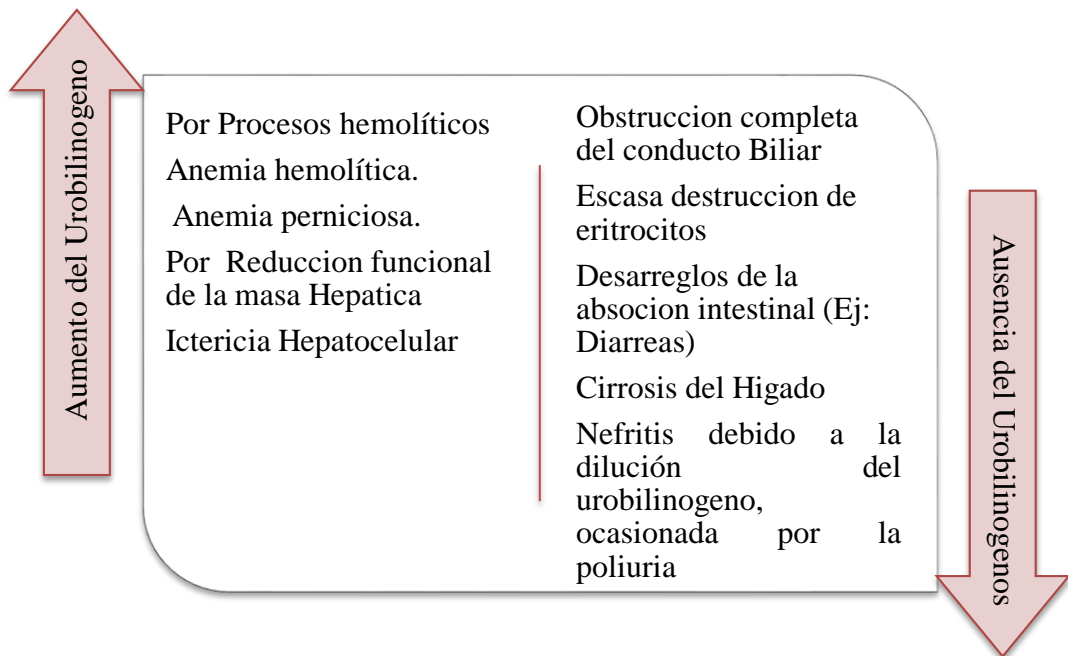 Aumento del Urobilinogeno
Por Procesos hemolíticos
Anemia hemolítica.
Anemia perniciosa.
Por Reduccion funcional
de la masa Hepatica
Ictericia Hepatocelular
Obstruccion completa
del conducto Biliar
Escasa destruccion de
eritrocitos
Desarreglos de la
absocion intestinal (Ej:
Diarreas)
Cirrosis del Higado
Nefritis debido a la
dilución del
urobilinogeno,
ocasionada por la
poliuria
Ausencia del Urobilinogenos